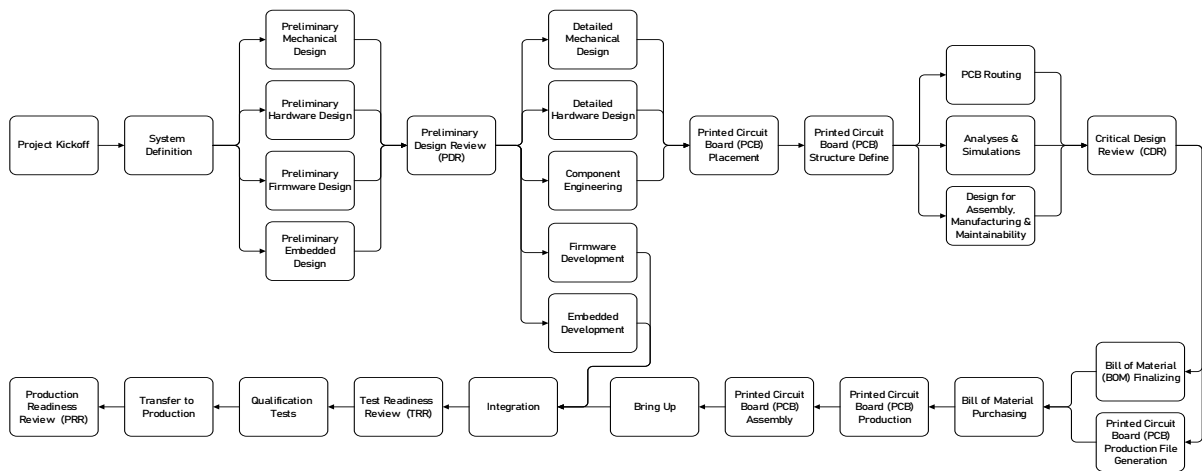 Project Kickoff
System
Definition
Preliminary
Mechanical
Design
Preliminary
Hardware Design
Preliminary
Firmware Design
Preliminary
Embedded
Design
Preliminary
Design Review
(PDR)
Detailed
Mechanical
Design
Detailed
Hardware Design
Component
Engineering
Firmware
Development
Embedded
Development
Printed Circuit
Board (PCB)
Placement
Printed Circuit
Board (PCB)
Structure Define
PCB Routing
Analyses &
Simulations
Design for
Assembly,
Manufacturing &
Maintainability
Critical Design
Review (CDR)
Bill of Material
(BOM) Finalizing
Printed Circuit
Board (PCB)
Production File
Generation
Bill of Material
Purchasing
Printed Circuit
Board (PCB)
Production
Printed Circuit
Board (PCB)
Assembly
Bring Up
Integration
Test Readiness
Review (TRR)
Qualification
Tests
Transfer to
Production
Production
Readiness
Review (PRR)